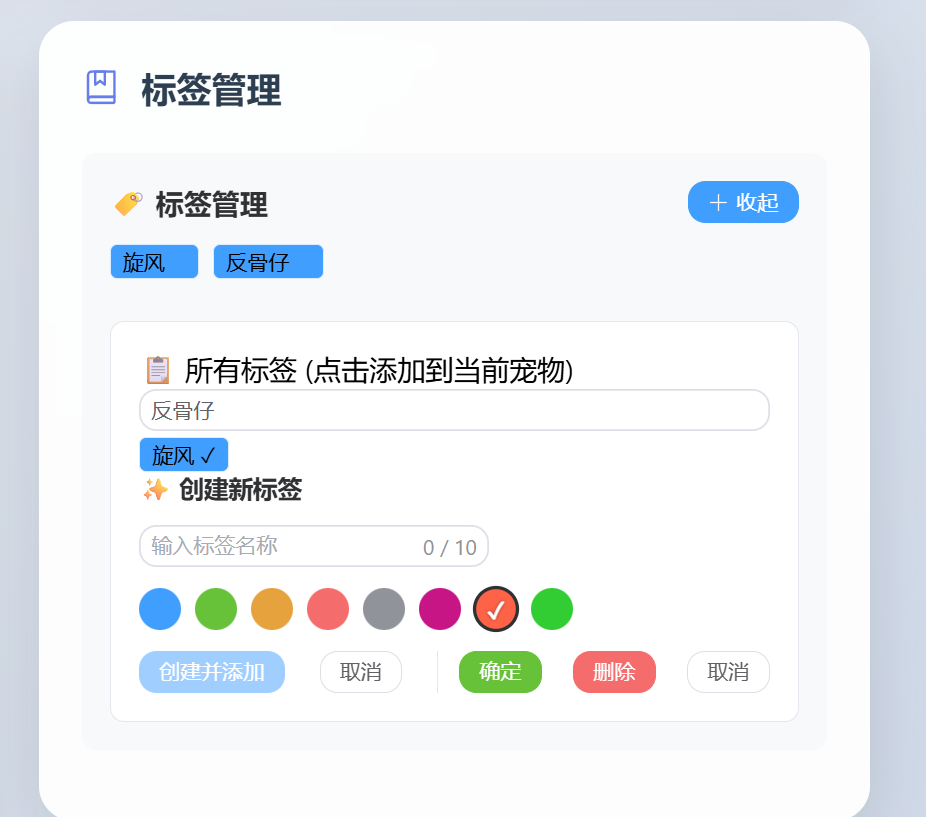 标签管理
标签管理
+ 收起
旋风 反骨仔
所有标签 (点击添加到当前宠物)
反骨仔
旋风 ✓
创建新标签
输入标签名称 0 / 10
创建并添加 取消 确定 删除 取消